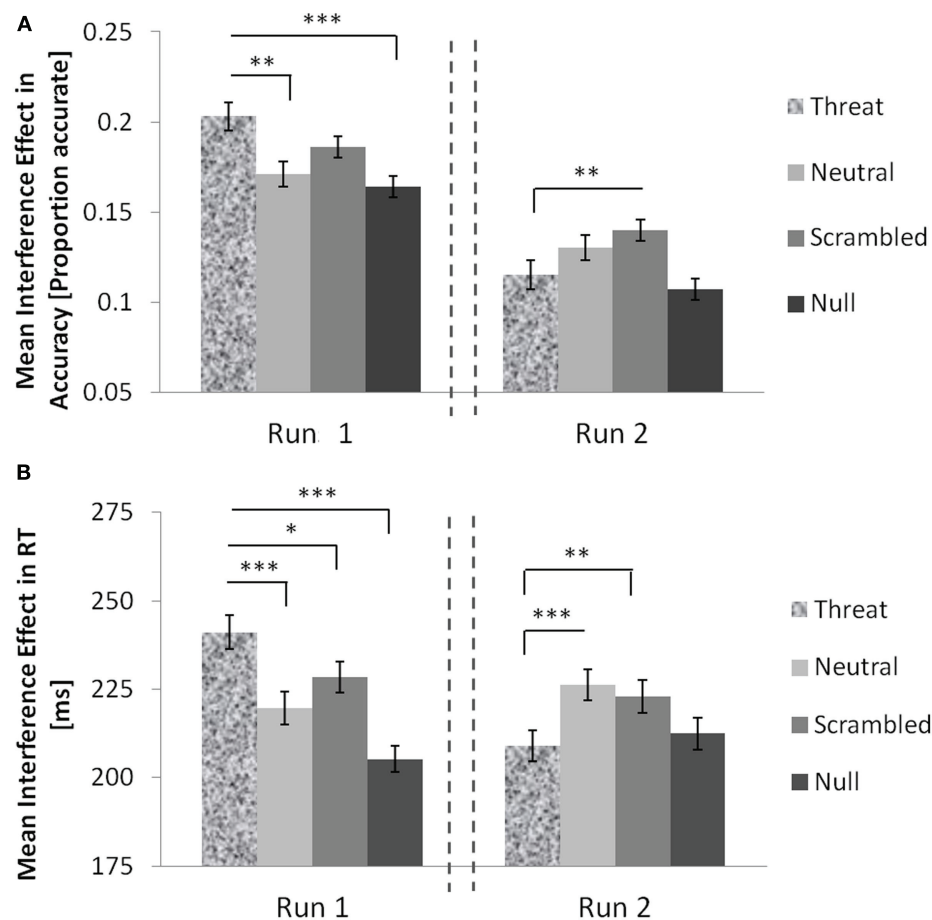 A
Mean Interference Effect in
Accuracy [Proportion accurate]
0.25
0.2
0.15
0.1
0.05
***
**
**
Run 1
Run 2
Threat
Neutral
Scrambled
Null
B
Mean Interference Effect in RT
[ms]
275
250
225
200
175
***
*
***
**
***
Run 1
Run 2
Threat
Neutral
Scrambled
Null